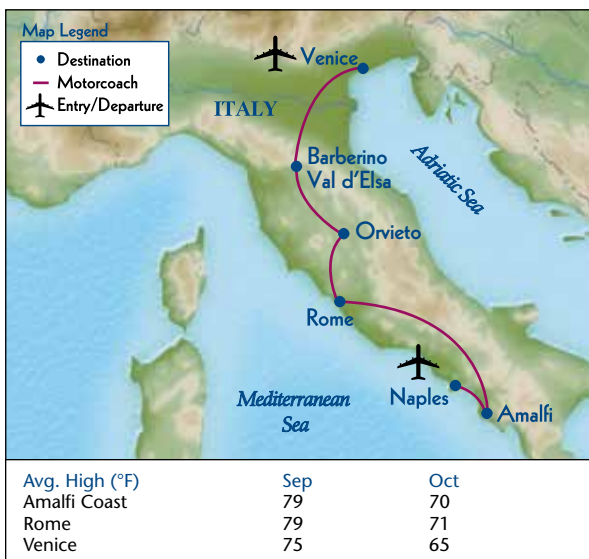 Map Legend
Destination
Motorcoach
Entry/Departure
Venice
ITALY
Barberino
Val d'Elsa
Adriatic Sea
Orvieto
Rome
Naples
Amalfi
Mediterranean
Sea
Avg. High (°F) Sep Oct
Amalfi Coast 79 70
Rome 79 71
Venice 75 65